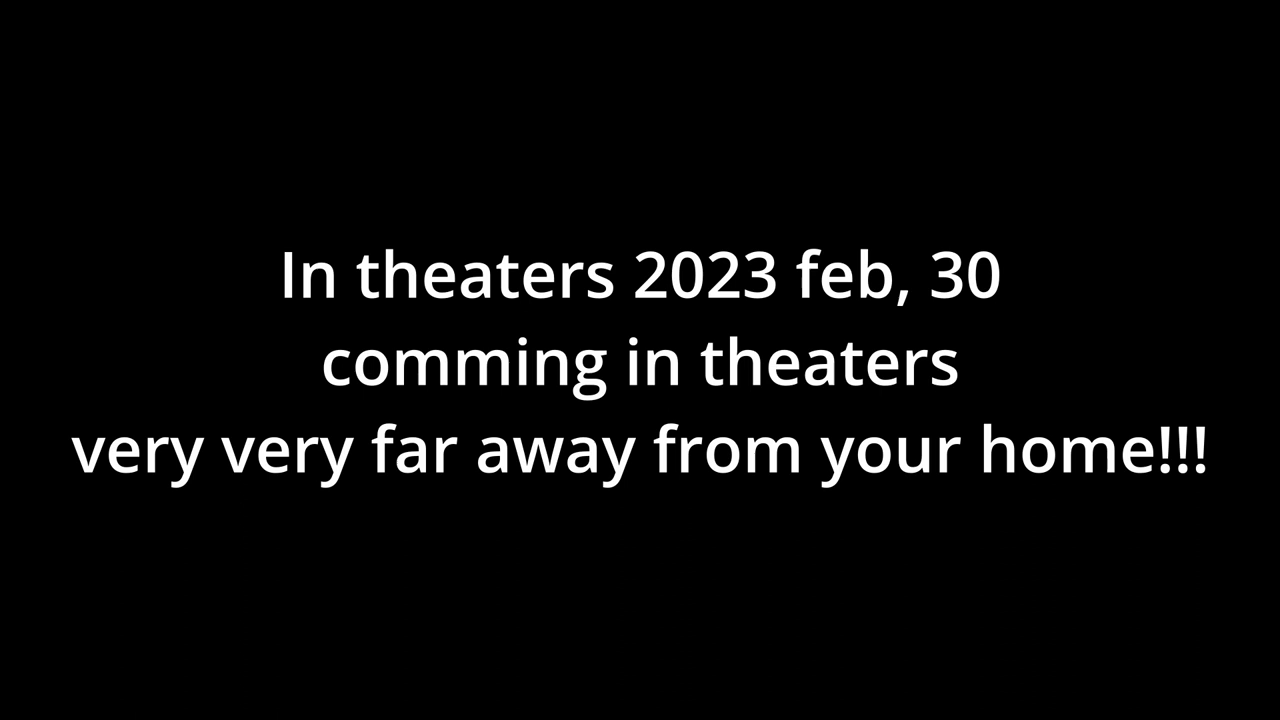 In theaters 2023 feb, 30
comming in theaters
very very far away from your home!!!